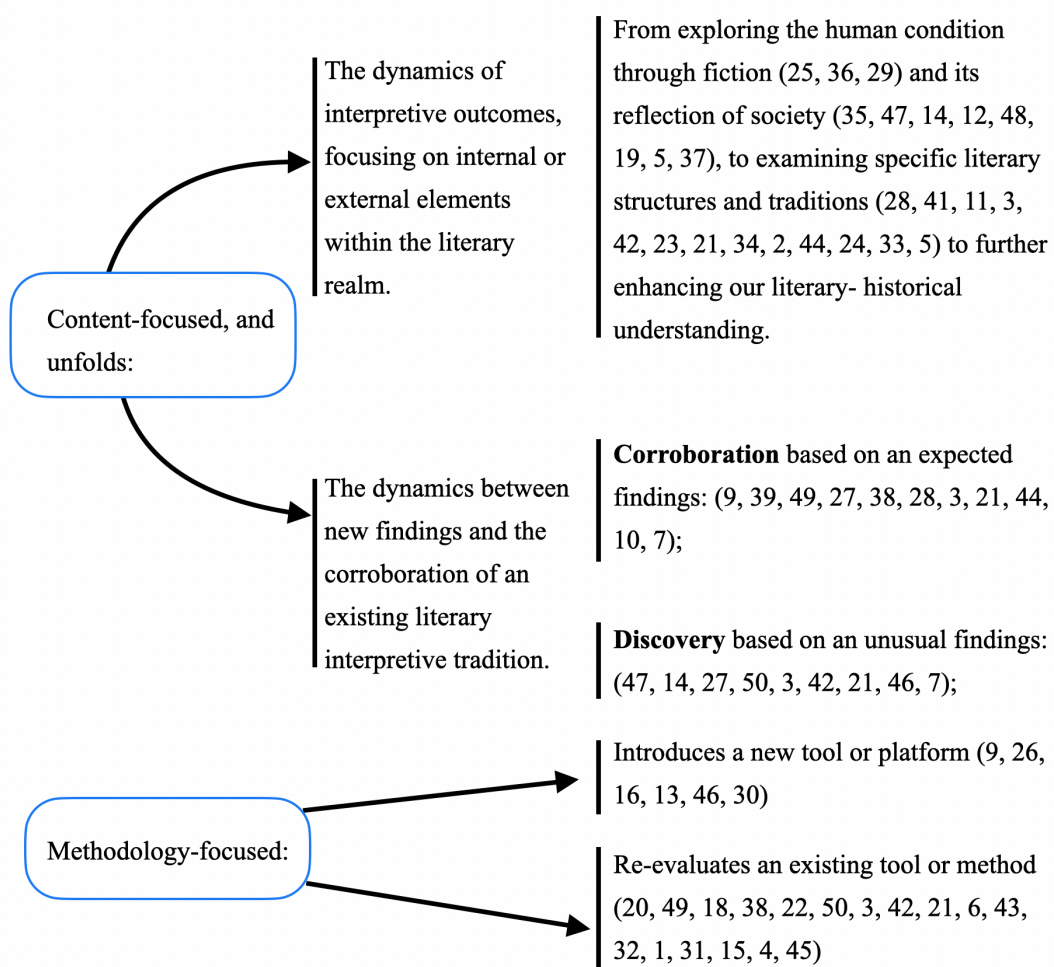 Content-focused, and
unfolds:
The dynamics of
interpretive outcomes,
focusing on internal or
external elements
within the literary
realm.
From exploring the human condition
through fiction (25, 36, 29) and its
reflection of society (35, 47, 14, 12, 48,
19, 5, 37), to examining specific literary
structures and traditions (28, 41, 11, 3,
42, 23, 21, 34, 2, 44, 24, 33, 5) to further
enhancing our literary- historical
understanding.
The dynamics between
new findings and the
corroboration of an
existing literary
interpretive tradition.
Corroboration based on an expected
findings: (9, 39, 49, 27, 38, 28, 3, 21, 44,
10, 7);
Discovery based on an unusual findings:
(47, 14, 27, 50, 3, 42, 21, 46, 7);
Methodology-focused:
Introduces a new tool or platform (9, 26,
16, 13, 46, 30)
Re-evaluates an existing tool or method
(20, 49, 18, 38, 22, 50, 3, 42, 21, 6, 43,
32, 1, 31, 15, 4, 45)